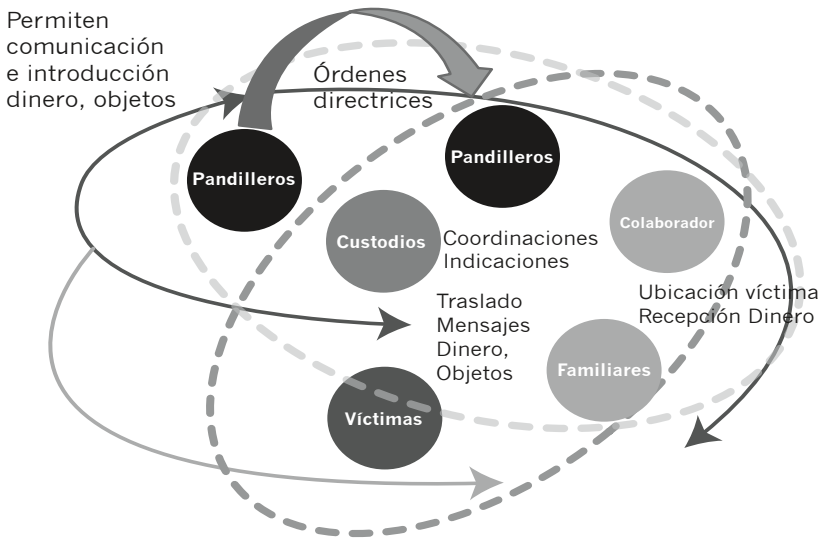 Permiten
comunicación
e introducción
dinero, objetos
Órdenes
directrices
Pandilleros
Pandilleros
Custodios
Coordinaciones
Indicaciones
Colaborador
Ubicación víctima
Recepción Dinero
Traslado
Mensajes
Dinero,
Objetos
Familiares
Víctimas